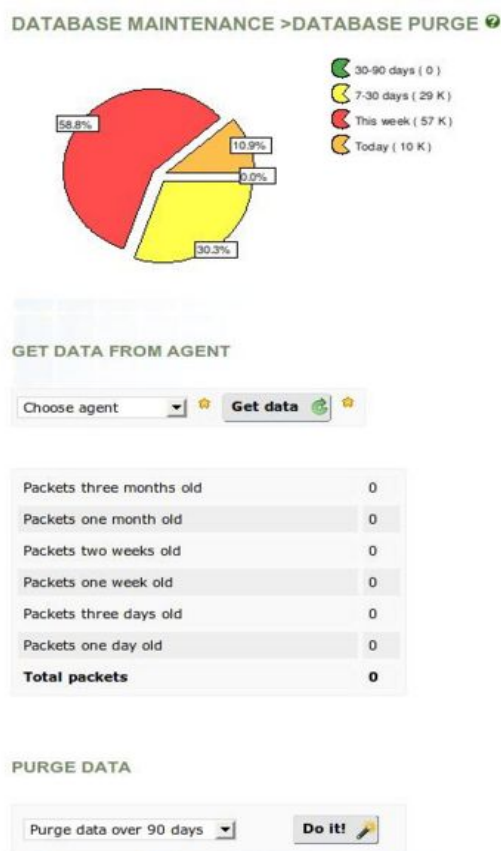 DATABASE MAINTENANCE >DATABASE PURGE
30-90 days ( 0 )
7-30 days ( 29 K )
This week ( 57 K )
Today ( 10 K )
58.8%
10.9%
0.0%
30.3%
GET DATA FROM AGENT
Choose agent Get data
Packets three months old 0
Packets one month old 0
Packets two weeks old 0
Packets one week old 0
Packets three days old 0
Packets one day old 0
Total packets 0
PURGE DATA
Purge data over 90 days Do it!